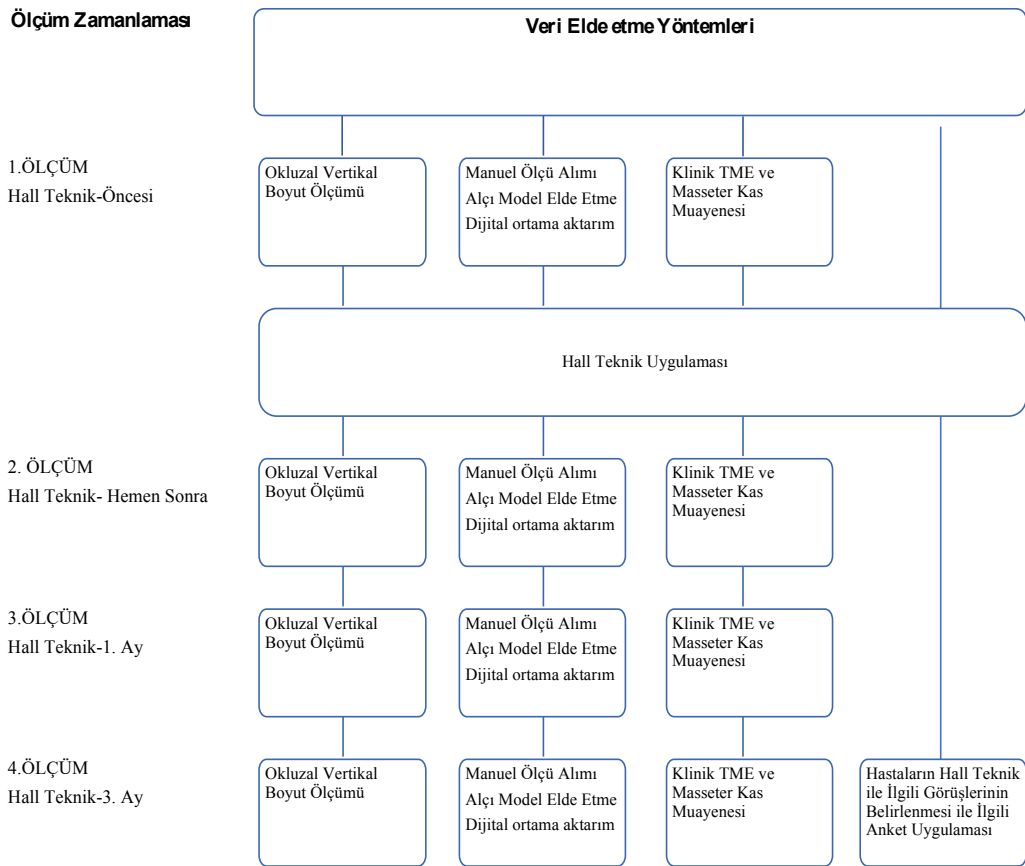 Ölçüm Zamanlaması
Veri Elde etme Yöntemleri
1.ÖLÇÜM
Hall Teknik-Öncesi
Okluzal Vertikal
Boyut Ölçümü
Manuel Ölçü Alımı
Alçı Model Elde Etme
Dijital ortama aktarım
Klinik TME ve
Masseter Kas
Muayenesi
Hall Teknik Uygulaması
2. ÖLÇÜM
Hall Teknik- Hemen Sonra
Okluzal Vertikal
Boyut Ölçümü
Manuel Ölçü Alımı
Alçı Model Elde Etme
Dijital ortama aktarım
Klinik TME ve
Masseter Kas
Muayenesi
3.ÖLÇÜM
Hall Teknik-1. Ay
Okluzal Vertikal
Boyut Ölçümü
Manuel Ölçü Alımı
Alçı Model Elde Etme
Dijital ortama aktarım
Klinik TME ve
Masseter Kas
Muayenesi
4.ÖLÇÜM
Hall Teknik-3. Ay
Okluzal Vertikal
Boyut Ölçümü
Manuel Ölçü Alımı
Alçı Model Elde Etme
Dijital ortama aktarım
Klinik TME ve
Masseter Kas
Muayenesi
Hastaların Hall Teknik
ile İlgili Görüşlerinin
Belirlenmesi ile İlgili
Anket Uygulaması